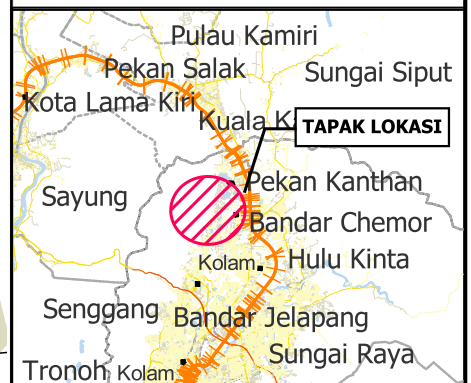 Pulau Kamiri
Pekan Salak
Sungai Siput
Kota Lama Kiri
Kuala
TAPAK LOKASI
Pekan Kanthan
Sayung
Bandar Chemor
Kolam
Hulu Kinta
Senggang
Bandar Jelapang
Sungai Raya
Tronoh
Kolam